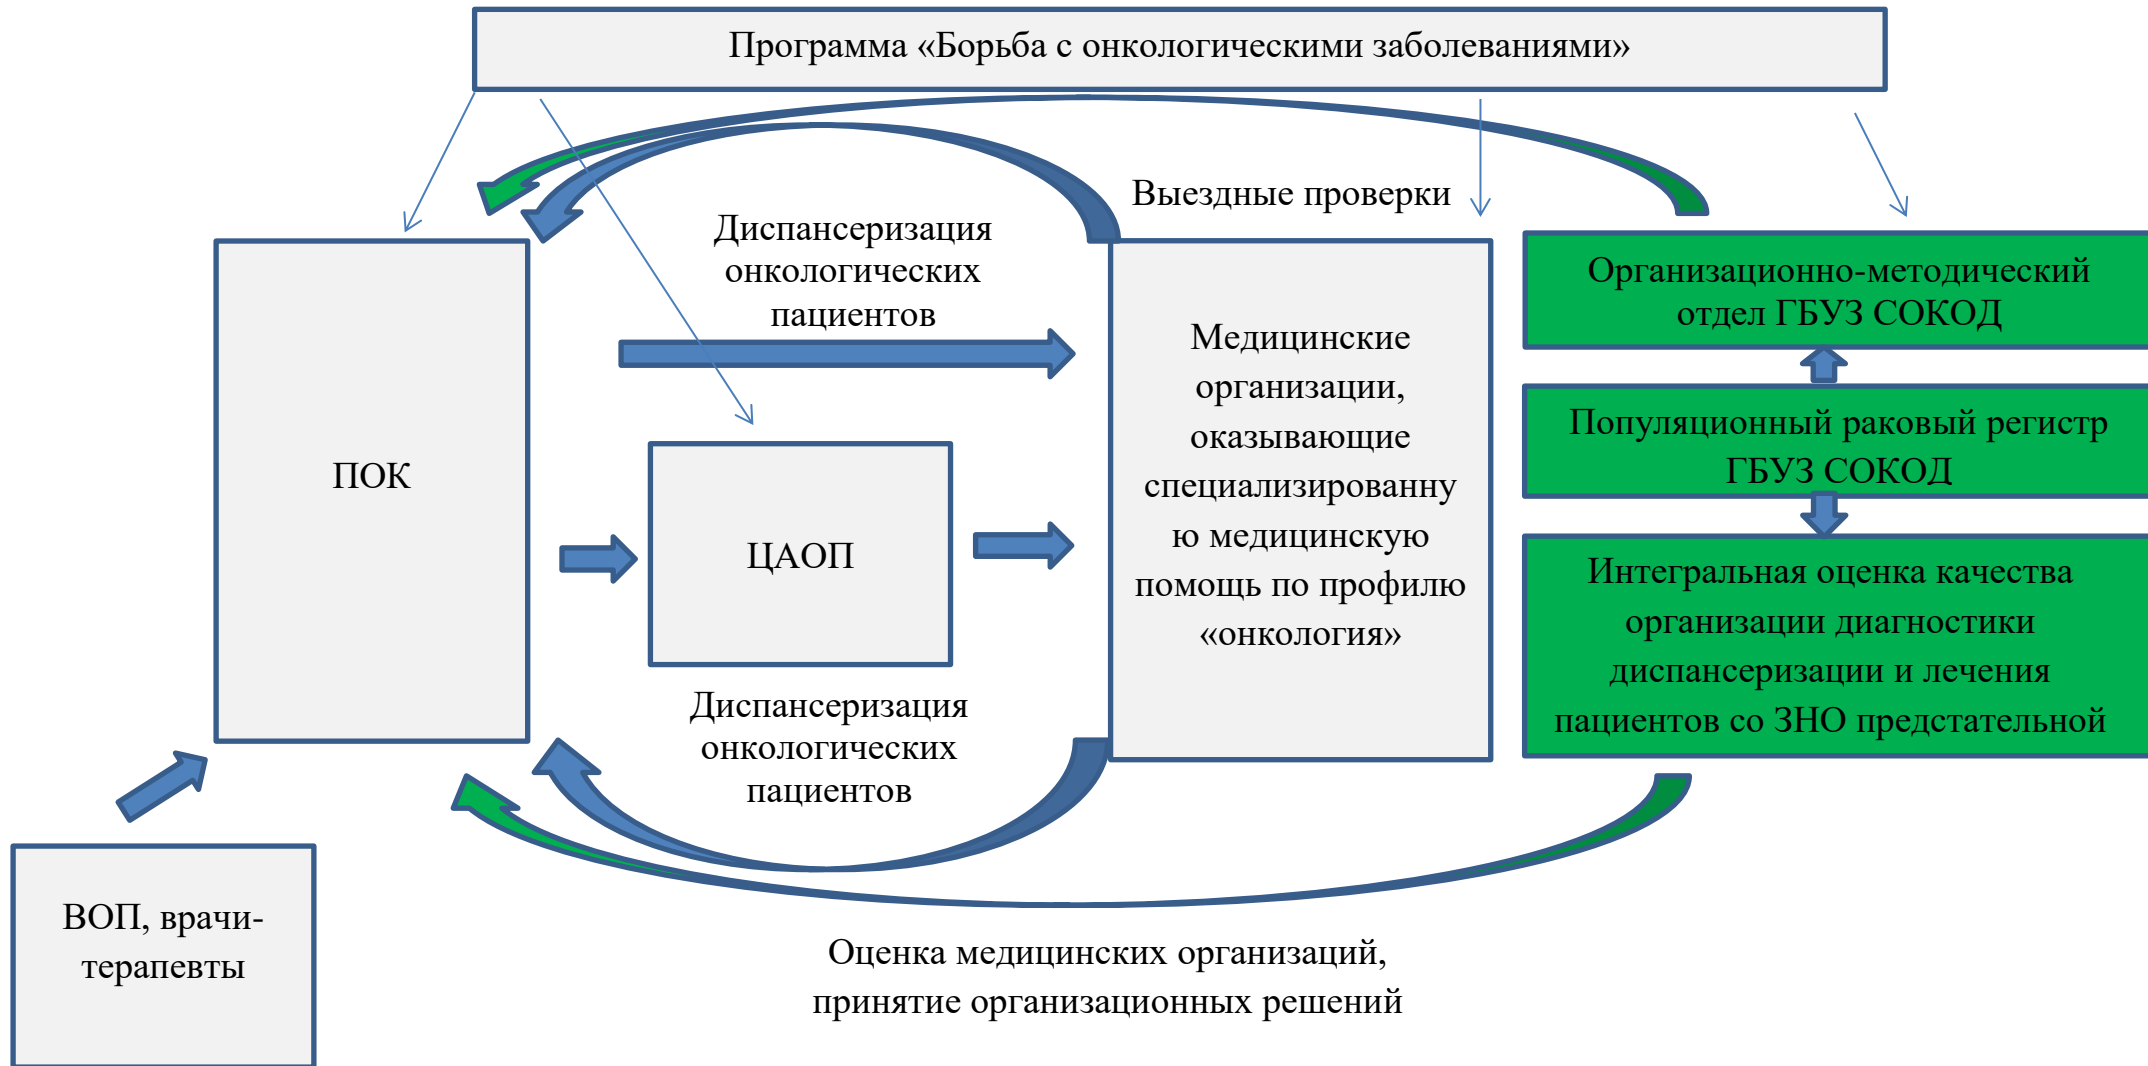 Программа «Борьба с онкологическими заболеваниями»
Выездные проверки
Диспансеризация
онкологических
пациентов
ПОК
ЦАОП
Медицинские
организации,
оказывающие
специализированну
ю медицинскую
помощь по профилю
«онкология»
Организационно-методический
отдел ГБУЗ СОКОД
Популяционный раковый регистр
ГБУЗ СОКОД
Интегральная оценка качества
организации диагностики
диспансеризации и лечения
пациентов со ЗНО предстательной
Диспансеризация
онкологических
пациентов
ВОП, врачи-
терапевты
Оценка медицинских организаций,
принятие организационных решений